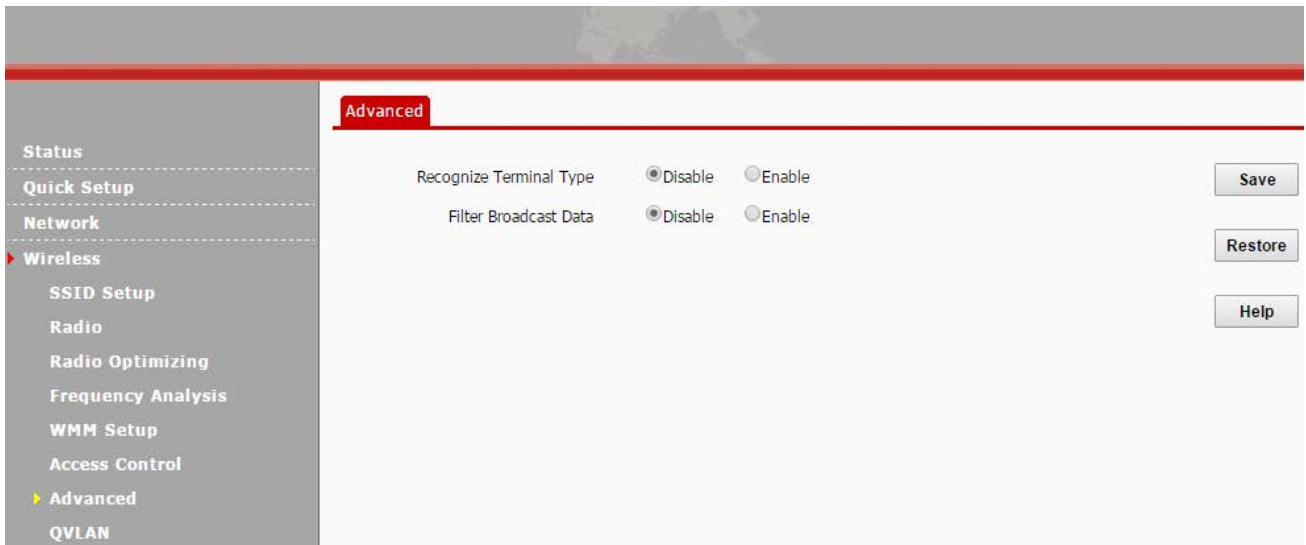 Advanced
Status
Quick Setup
Network
Wireless
SSID Setup
Radio
Radio Optimizing
Frequency Analysis
WMM Setup
Access Control
Advanced
QVLAN
Recognize Terminal Type Disable Enable
Filter Broadcast Data Disable Enable
Save
Restore
Help